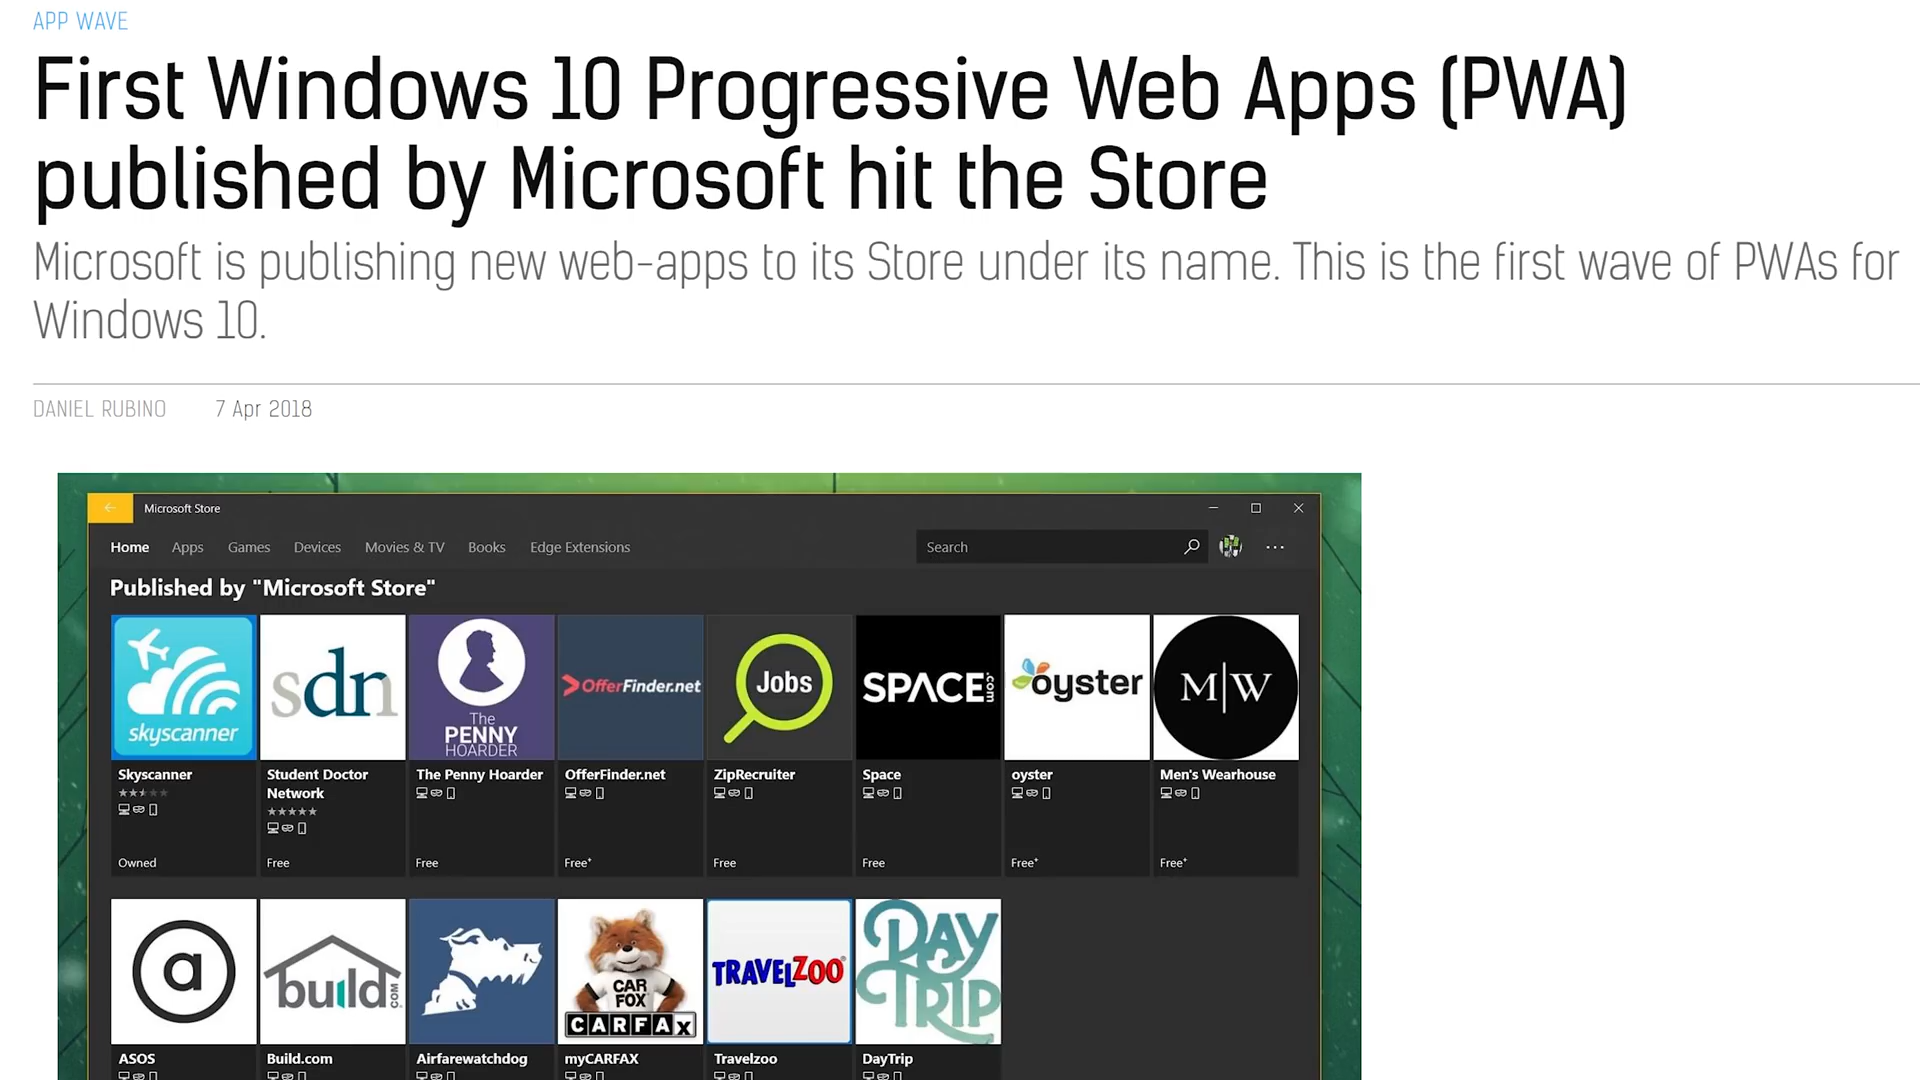 APP WAVE
First Windows 10 Progressive Web Apps (PWA)
published by Microsoft hit the Store
Microsoft is publishing new web-apps to its Store under its name. This is the first wave of PWAs for
Windows 10.
DANIEL RUBINO 7 Apr 2018
Microsoft Store
Home Apps Games Devices Movies & TV Books Edge Extensions Search
Published by "Microsoft Store"
skyscanner
sdn
The
PENNY
HOARDER
OfferFinder.net
Jobs
SPACE.com
oyster
M|W
Skyscanner
Student Doctor
Network
The Penny Hoarder
OfferFinder.net
ZipRecruiter
Space
oyster
Men's Wearhouse
Owned Free Free Free* Free Free Free* Free*
a
build.com
CAR
FOX
CARFAX
TRAVELZOO
DAY
TRIP
ASOS Build.com Airfarewatchdog myCARFAX Travelzoo DayTrip